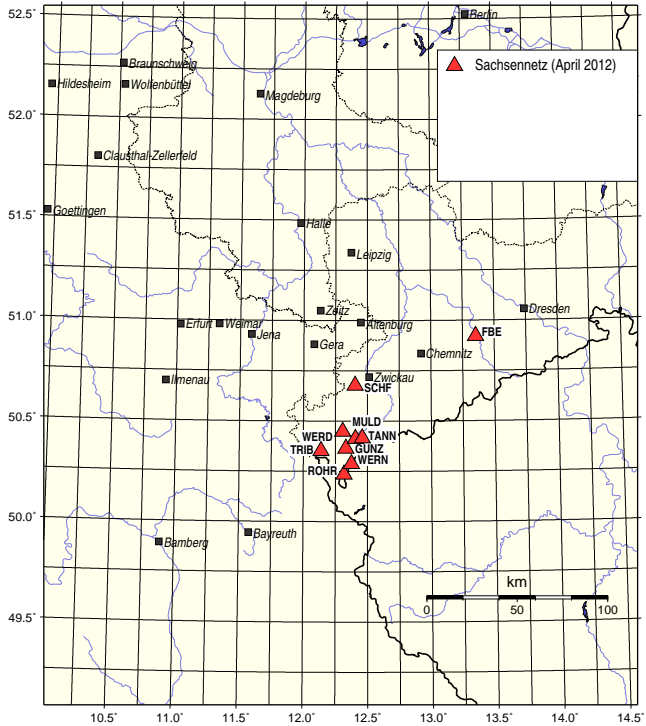 52.5˚
Berlin
Braunschweig
Sachsennetz (April 2012)
Hildesheim
Wolfenbüttel
Magdeburg
52.0˚
Clausthal-Zellerfeld
51.5˚
Goettingen
Halle
Leipzig
51.0˚
Zeitz
Dresden
Erfurt
Weimar
Altenburg
Jena
FBE
Gera
Chemnitz
Ilmenau
Zwickau
SCHF
50.5˚
MULD
WERD
TANN
TRIB
GUNZ
WERN
ROHR
50.0˚
Bayreuth
Bamberg
km
0 50 100
49.5˚
10.5˚ 11.0˚ 11.5˚ 12.0˚ 12.5˚ 13.0˚ 13.5˚ 14.0˚ 14.5˚